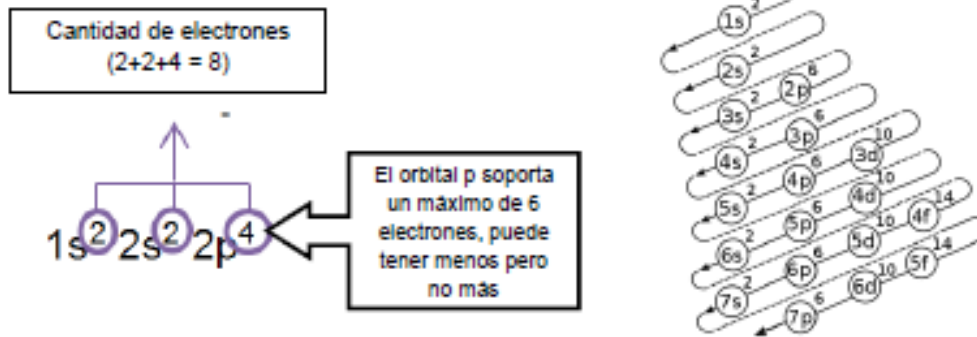 Cantidad de electrones
(2+2+4 = 8)
-
1s2 2s2 2p4
El orbital p soporta
un máximo de 6
electrones, puede
tener menos pero
no más
1s2
2s2
2p6
3s2
3p6
4s2
3d10
4p6
5s2
4d10
5p6
6s2
4f14
5d10
6p6
7s2
5f14
6d10
7p6